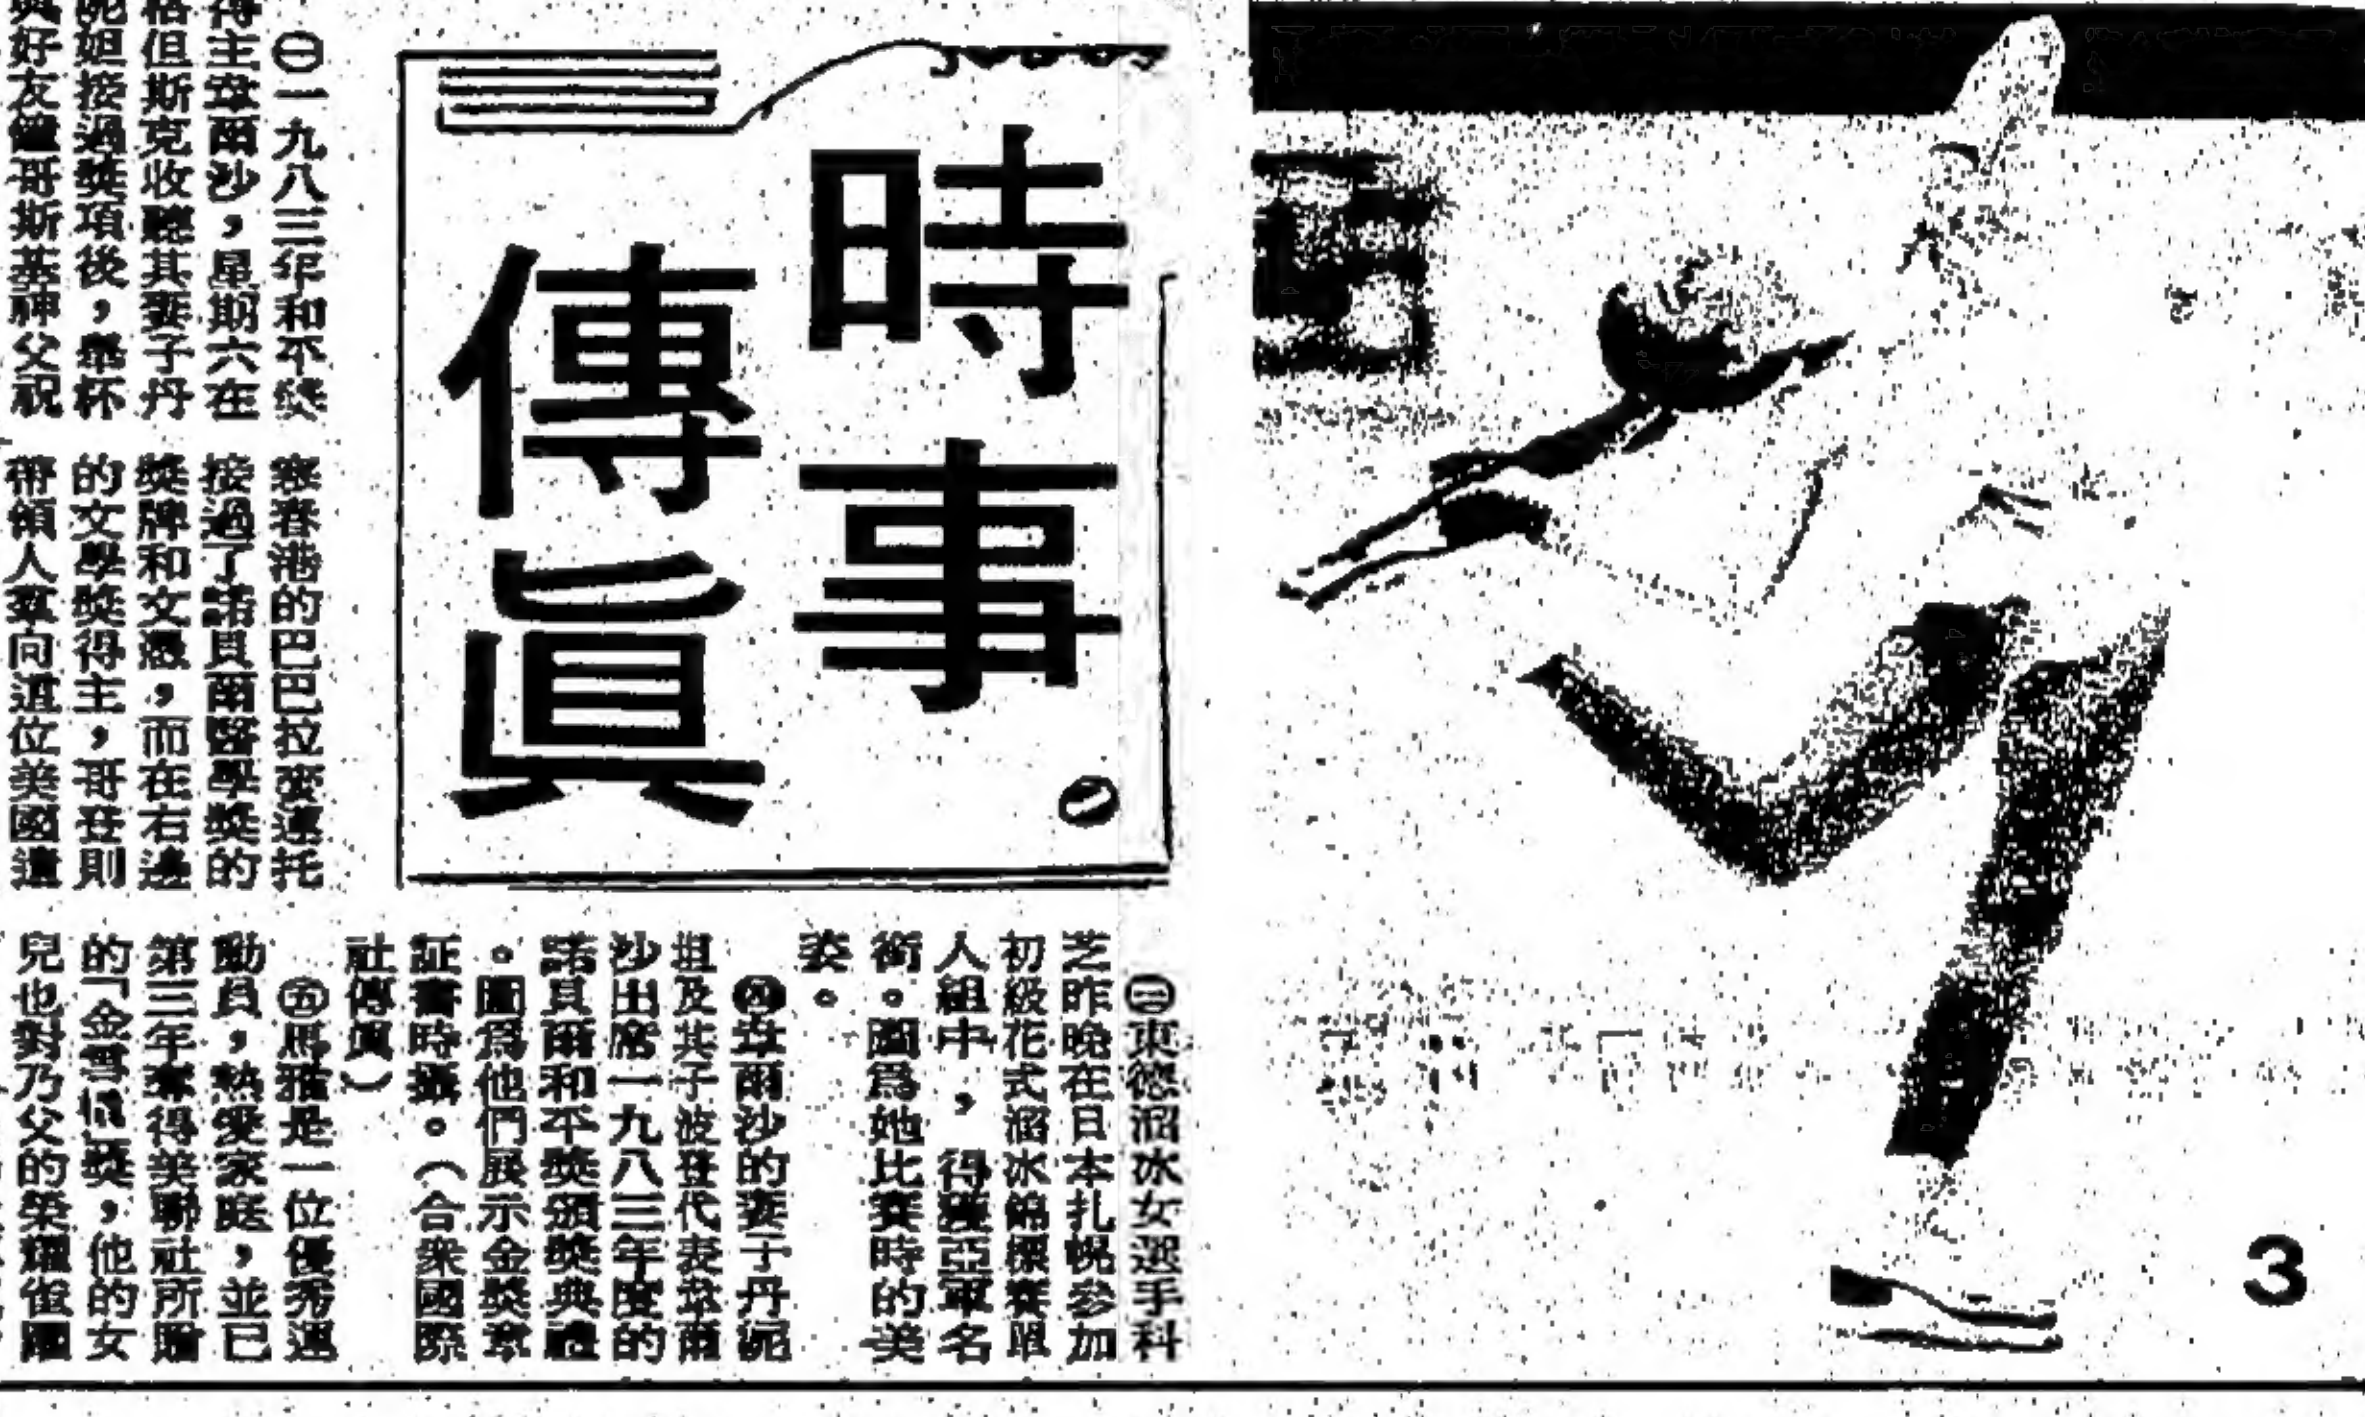 時事
傳眞
㊀一九八三年和平獎
得主韋爾沙，星期六在
格但斯克收聽其妻子丹
妮妲接過獎項後，舉杯
與好友 哥斯基神父祝
塞春港的巴巴拉麥連托
接過了諾貝爾醫學獎的
獎牌和文憑，而在右邊
的文學獎得主，哥登則
帶領人羣向這位美國遺
㊂東德溜冰女選手科
芝昨晚在日本扎幌參加
初級花式溜冰錦標賽單
人組中，得獲亞軍名
銜。圖爲她比賽時的美
姿。
㊃韋爾沙的妻子丹妮
坦及其子波登代表韋爾
沙出席一九八三年度的
諾貝爾和平獎頒獎典禮
。圖爲他們展示金獎章
証書時攝。（合衆國際
社傳眞）
㊄馬雅是一位優秀運
動員，熱愛家庭，並已
第三年奪得美聯社所贈
的「金雪橇」獎，他的女
兒也對乃父的榮耀雀躍
3